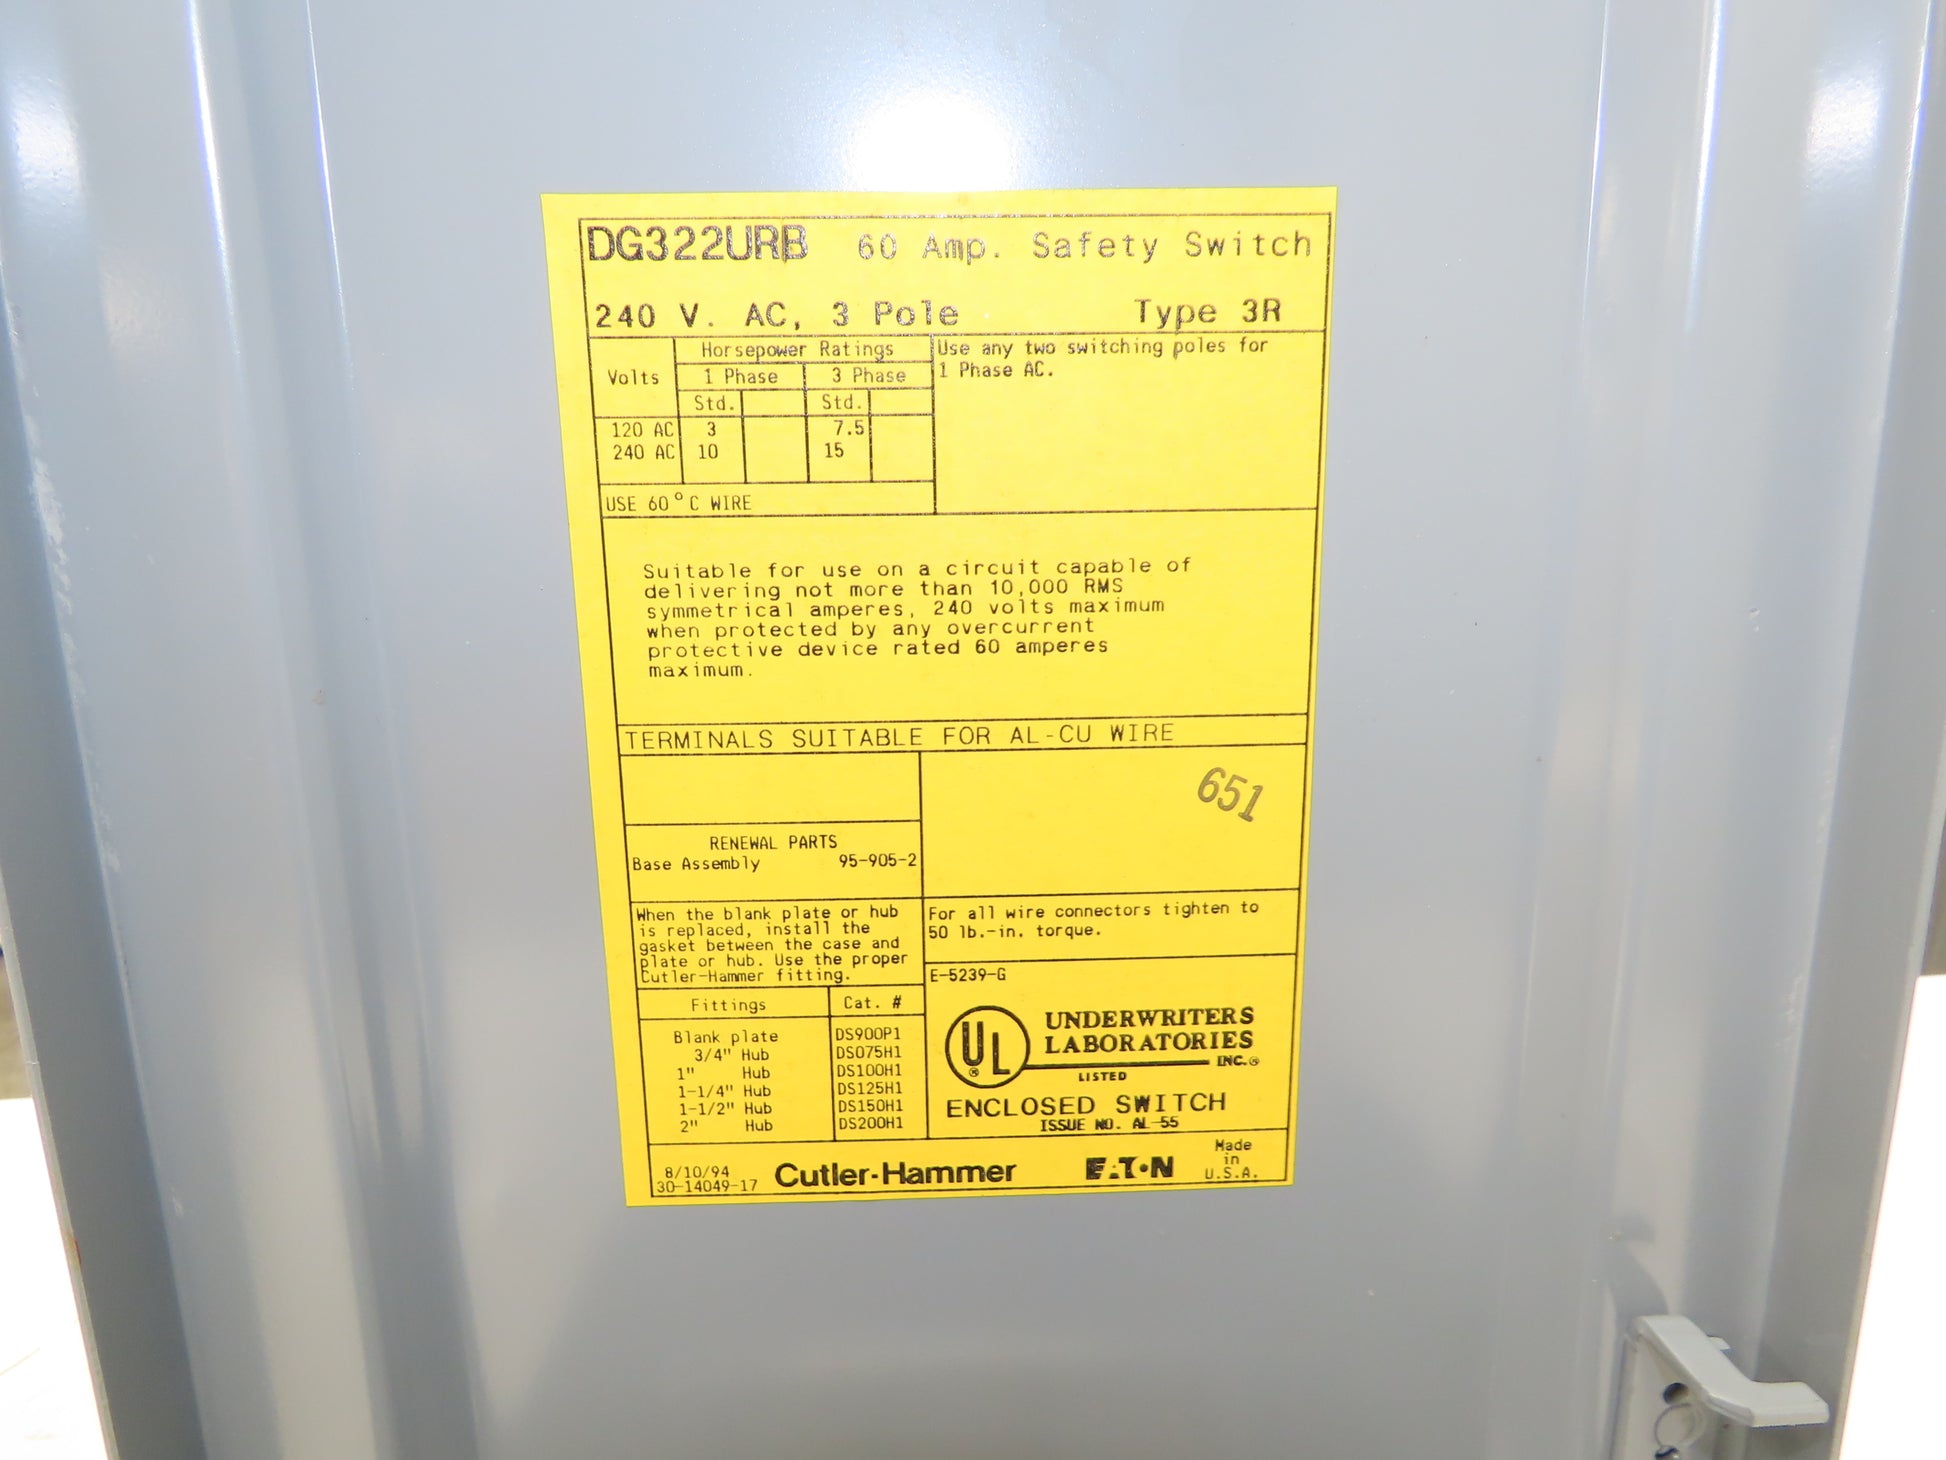 DG322URB 60 Amp. Safety Switch
240 V. AC, 3 Pole Type 3R
Volts Horsepower Ratings
1 Phase 3 Phase
Std. Std.
120 AC 3 7.5
240 AC 10 15
USE 60°C WIRE
Use any two switching poles for
1 Phase AC.
Suitable for use on a circuit capable of
delivering not more than 10,000 RMS
symmetrical amperes, 240 volts maximum
when protected by any overcurrent
protective device rated 60 amperes
maximum.
TERMINALS SUITABLE FOR AL-CU WIRE
651
RENEWAL PARTS
Base Assembly 95-905-2
When the blank plate or hub
is replaced, install the
gasket between the case and
plate or hub. Use the proper
Cutler-Hammer fitting.
For all wire connectors tighten to
50 lb.-in. torque.
Fittings Cat. #
Blank plate DS900P1
3/4" Hub DS075H1
1" Hub DS100H1
1-1/4" Hub DS125H1
1-1/2" Hub DS150H1
2" Hub DS200H1
E-5239-G
UL®
UNDERWRITERS
LABORATORIES
INC.®
LISTED
ENCLOSED SWITCH
ISSUE NO. AL-55
8/10/94
30-14049-17
Cutler-Hammer
EATON
Made
in
U.S.A.